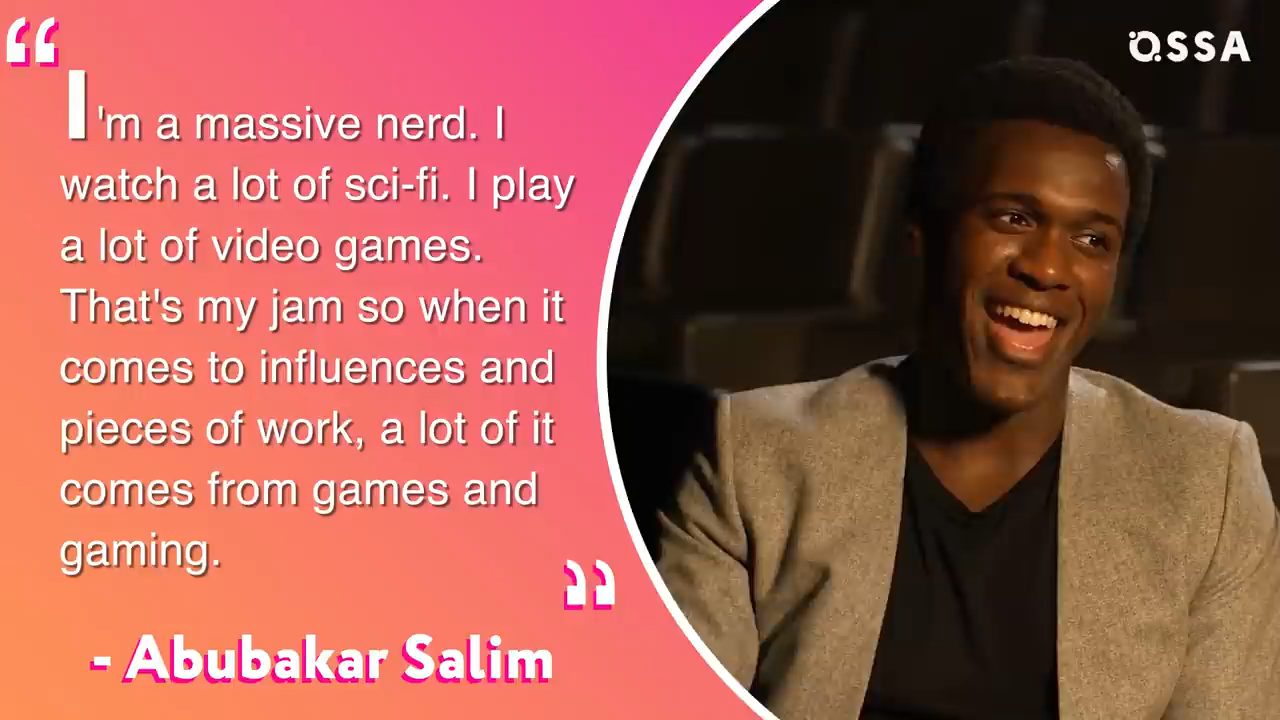 “
I'm a massive nerd. I
watch a lot of sci-fi. I play
a lot of video games.
That's my jam so when it
comes to influences and
pieces of work, a lot of it
comes from games and
gaming.
”
- Abubakar Salim
OSSA